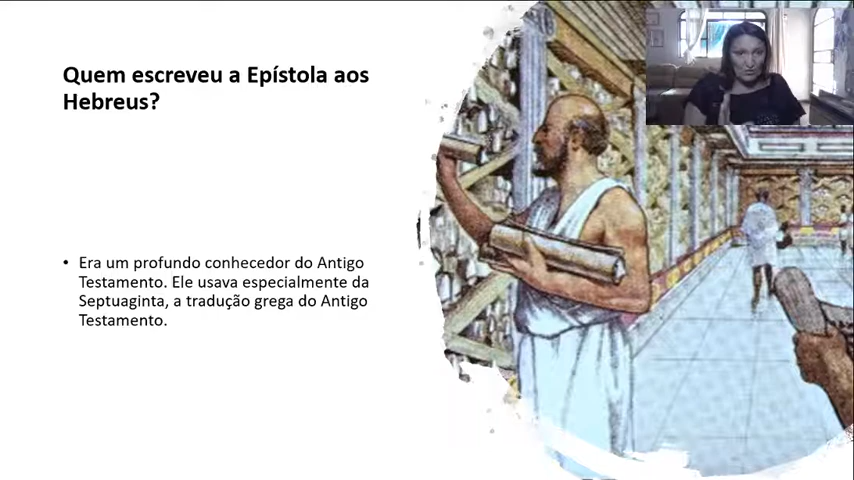 Quem escreveu a Epístola aos
Hebreus?
• Era um profundo conhecedor do Antigo
Testamento. Ele usava especialmente da
Septuaginta, a tradução grega do Antigo
Testamento.